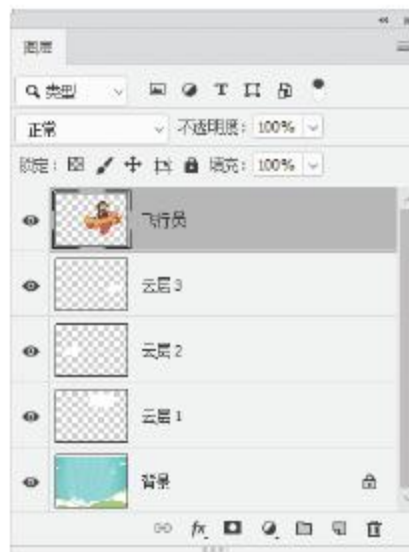 图层
类型
正常 不透明度: 100%
锁定: 填充: 100%
飞行员
云层 3
云层 2
云层 1
背景